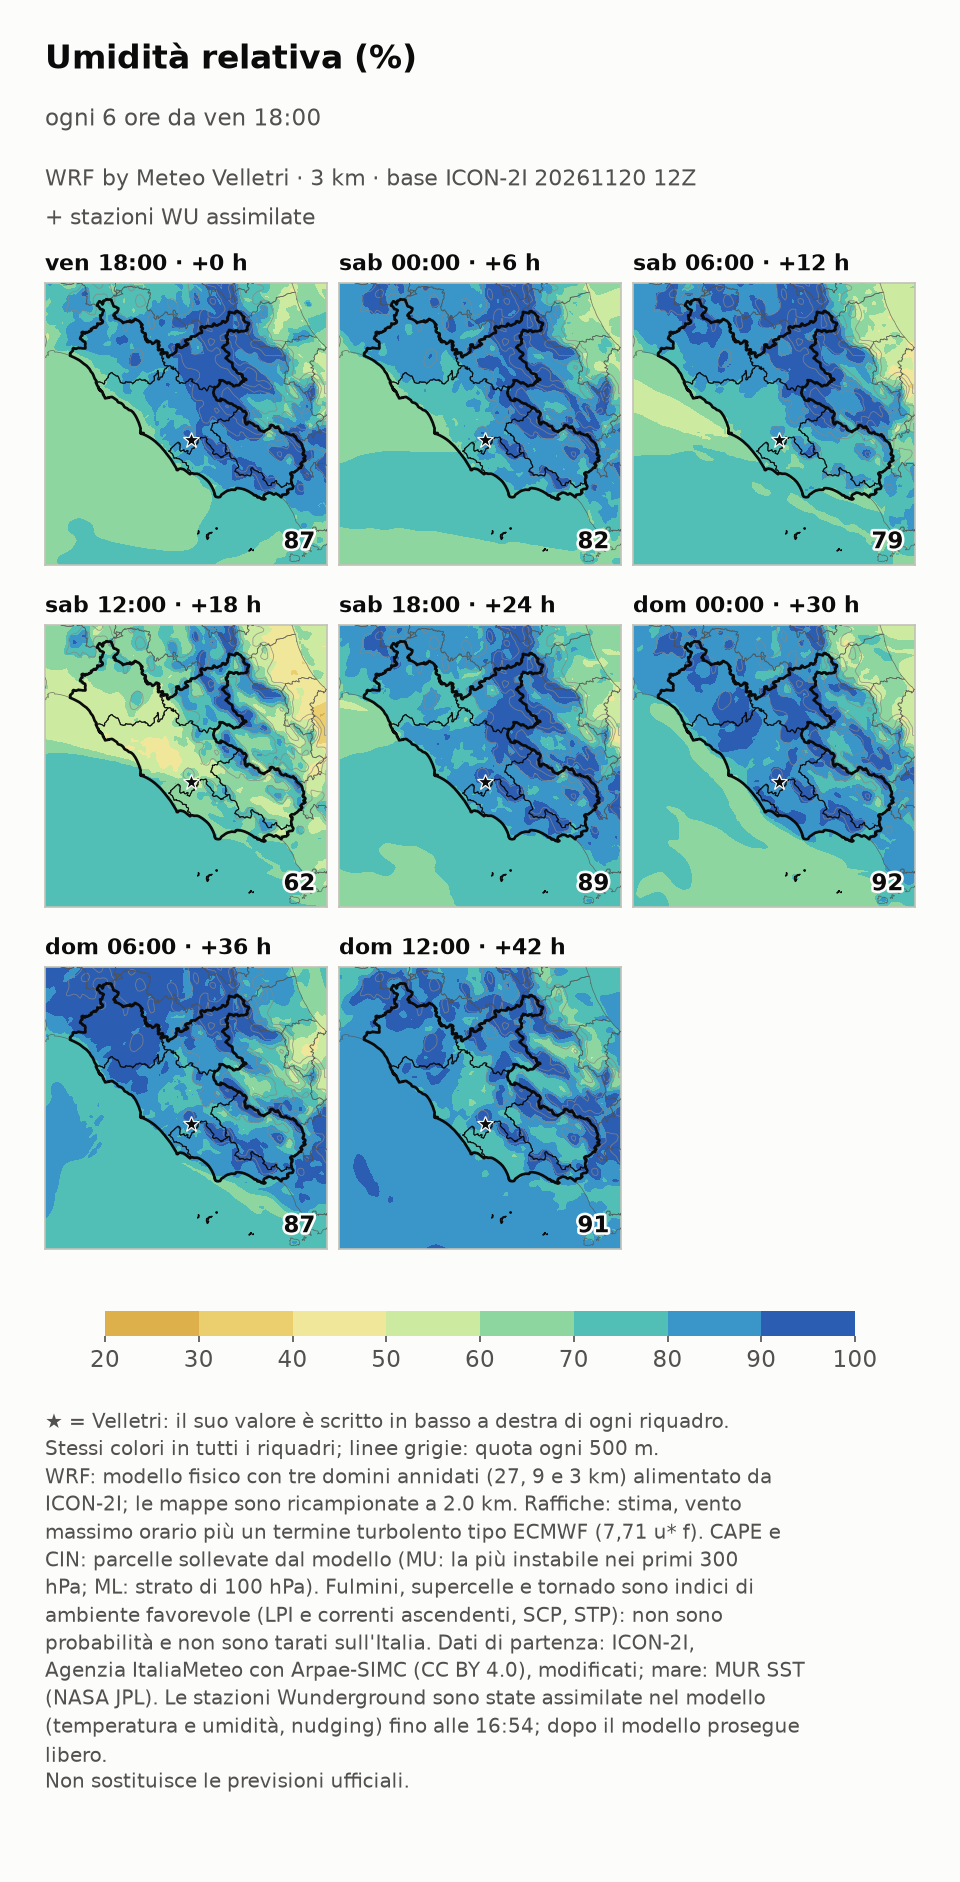 Umidità relativa (%)
ogni 6 ore da ven 18:00
WRF by Meteo Velletri · 3 km · base ICON-2I 20261120 12Z
+ stazioni WU assimilate
ven 18:00 · +0 h
sab 00:00 · +6 h
sab 06:00 · +12 h
87
82
79
sab 12:00 · +18 h
sab 18:00 · +24 h
dom 00:00 · +30 h
62
89
92
dom 06:00 · +36 h
dom 12:00 · +42 h
87
91
20 30 40 50 60 70 80 90 100
★ = Velletri: il suo valore è scritto in basso a destra di ogni riquadro.
Stessi colori in tutti i riquadri; linee grigie: quota ogni 500 m.
WRF: modello fisico con tre domini annidati (27, 9 e 3 km) alimentato da
ICON-2I; le mappe sono ricampionate a 2.0 km. Raffiche: stima, vento
massimo orario più un termine turbolento tipo ECMWF (7,71 u* f). CAPE e
CIN: parcelle sollevate dal modello (MU: la più instabile nei primi 300
hPa; ML: strato di 100 hPa). Fulmini, supercelle e tornado sono indici di
ambiente favorevole (LPI e correnti ascendenti, SCP, STP): non sono
probabilità e non sono tarati sull'Italia. Dati di partenza: ICON-2I,
Agenzia ItaliaMeteo con Arpae-SIMC (CC BY 4.0), modificati; mare: MUR SST
(NASA JPL). Le stazioni Wunderground sono state assimilate nel modello
(temperatura e umidità, nudging) fino alle 16:54; dopo il modello prosegue
libero.
Non sostituisce le previsioni ufficiali.